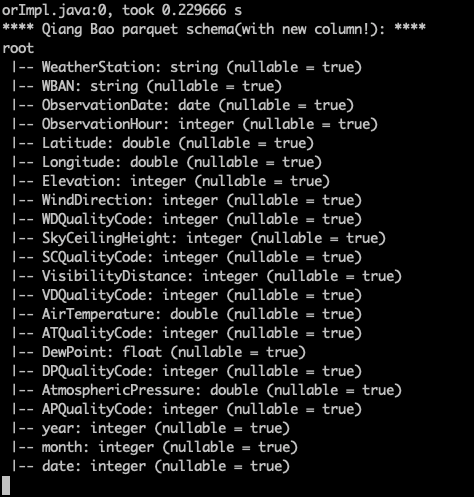 orImpl.java:0, took 0.229666 s
**** Qiang Bao parquet schema(with new column!): ****
root
 |-- WeatherStation: string (nullable = true)
 |-- WBAN: string (nullable = true)
 |-- ObservationDate: date (nullable = true)
 |-- ObservationHour: integer (nullable = true)
 |-- Latitude: double (nullable = true)
 |-- Longitude: double (nullable = true)
 |-- Elevation: integer (nullable = true)
 |-- WindDirection: integer (nullable = true)
 |-- WDQualityCode: integer (nullable = true)
 |-- SkyCeilingHeight: integer (nullable = true)
 |-- SCQualityCode: integer (nullable = true)
 |-- VisibilityDistance: integer (nullable = true)
 |-- VDQualityCode: integer (nullable = true)
 |-- AirTemperature: double (nullable = true)
 |-- ATQualityCode: integer (nullable = true)
 |-- DewPoint: float (nullable = true)
 |-- DPQualityCode: integer (nullable = true)
 |-- AtmosphericPressure: double (nullable = true)
 |-- APQualityCode: integer (nullable = true)
 |-- year: integer (nullable = true)
 |-- month: integer (nullable = true)
 |-- date: integer (nullable = true)